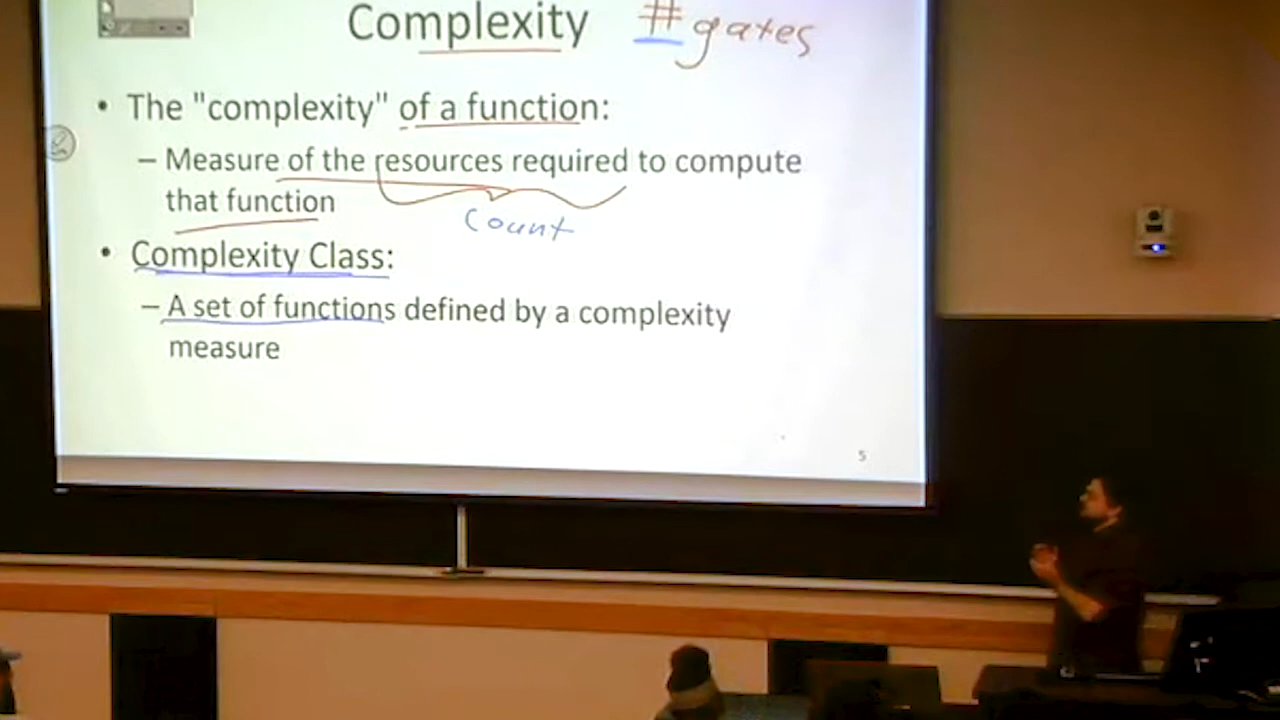 Complexity #gates
• The "complexity" of a function:
– Measure of the resources required to compute
that function
Count
• Complexity Class:
– A set of functions defined by a complexity
measure
5